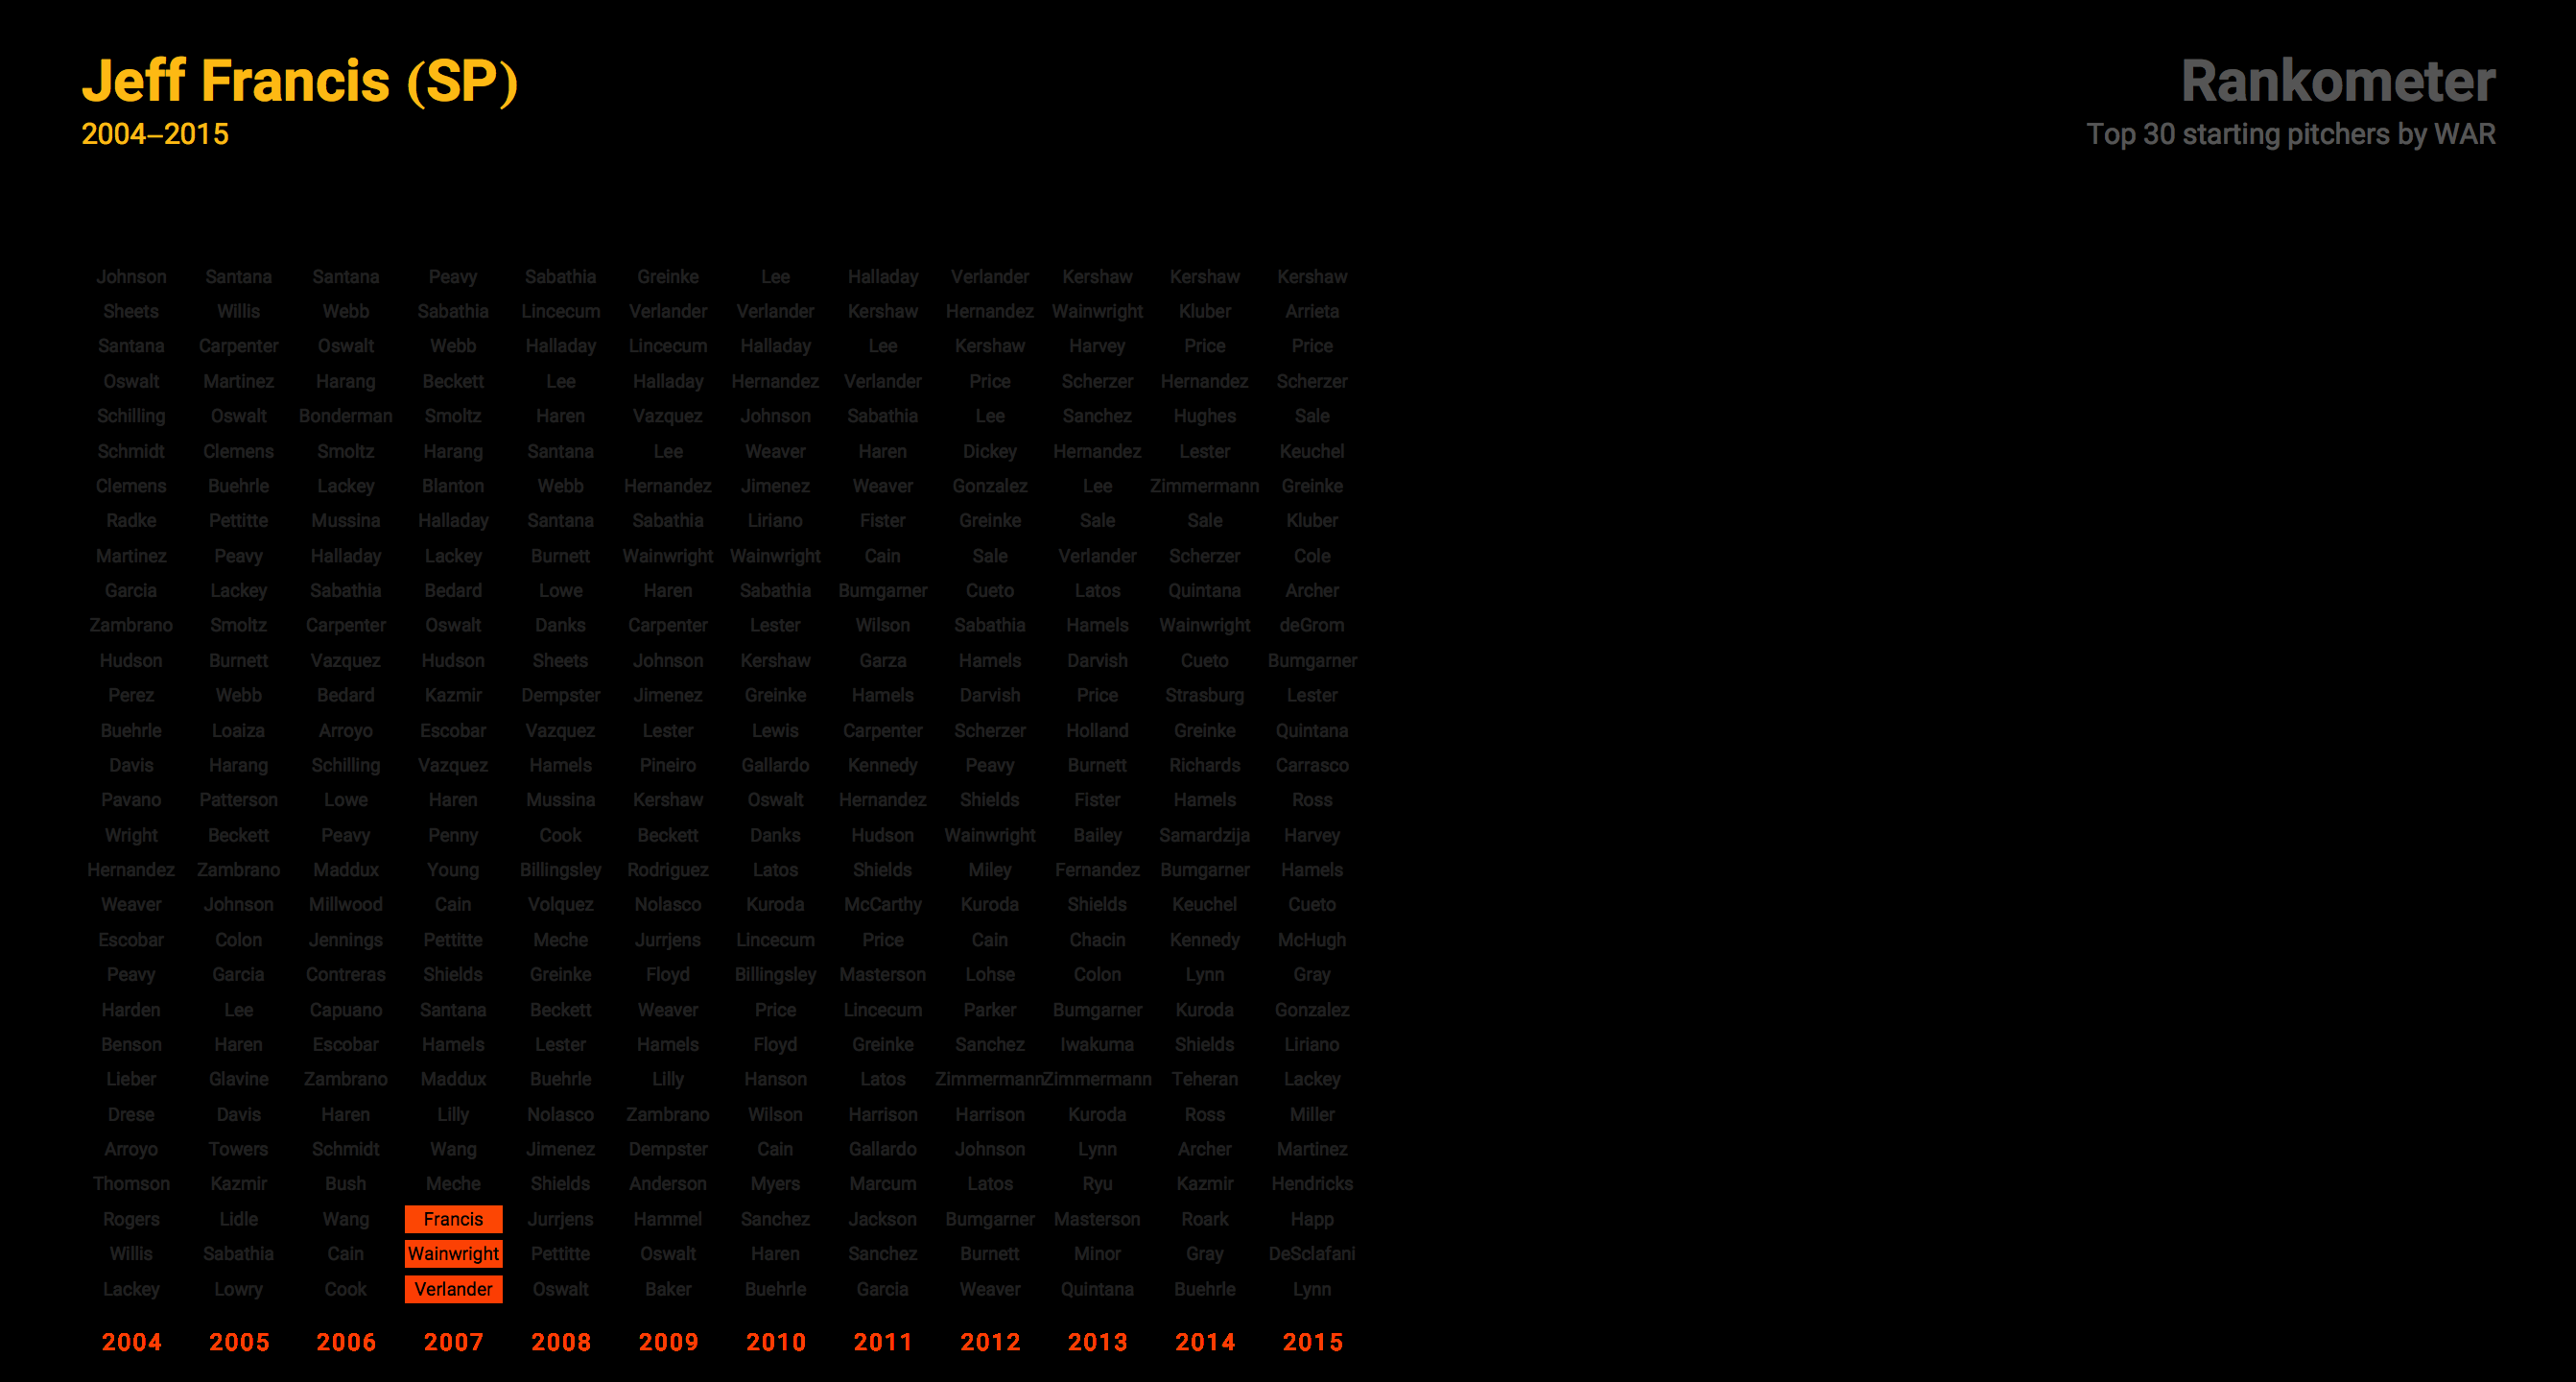 Jeff Francis (SP)
2004–2015
Rankometer
Top 30 starting pitchers by WAR
Johnson Santana Santana Peavy Sabathia Greinke Lee Halladay Verlander Kershaw Kershaw Kershaw
Sheets Willis Webb Sabathia Lincecum Verlander Verlander Kershaw Hernandez Wainwright Kluber Arrieta
Santana Carpenter Oswalt Webb Halladay Lincecum Halladay Lee Kershaw Harvey Price Price
Oswalt Martinez Harang Beckett Lee Halladay Hernandez Verlander Price Scherzer Hernandez Scherzer
Schilling Oswalt Bonderman Smoltz Haren Vazquez Johnson Sabathia Lee Sanchez Hughes Sale
Schmidt Clemens Smoltz Harang Santana Lee Weaver Haren Dickey Hernandez Lester Keuchel
Clemens Buehrle Lackey Blanton Webb Hernandez Jimenez Weaver Gonzalez Lee Zimmermann Greinke
Radke Pettitte Mussina Halladay Santana Sabathia Liriano Fister Greinke Sale Sale Kluber
Martinez Peavy Halladay Lackey Burnett Wainwright Wainwright Cain Sale Verlander Scherzer Cole
Garcia Lackey Sabathia Bedard Lowe Haren Sabathia Bumgarner Cueto Latos Quintana Archer
Zambrano Smoltz Carpenter Oswalt Danks Carpenter Lester Wilson Sabathia Hamels Wainwright deGrom
Hudson Burnett Vazquez Hudson Sheets Johnson Kershaw Garza Hamels Darvish Cueto Bumgarner
Perez Webb Bedard Kazmir Dempster Jimenez Greinke Hamels Darvish Price Strasburg Lester
Buehrle Loaiza Arroyo Escobar Vazquez Lester Lewis Carpenter Scherzer Holland Greinke Quintana
Davis Harang Schilling Vazquez Hamels Pineiro Gallardo Kennedy Peavy Burnett Richards Carrasco
Pavano Patterson Lowe Haren Mussina Kershaw Oswalt Hernandez Shields Fister Hamels Ross
Wright Beckett Peavy Penny Cook Beckett Danks Hudson Wainwright Bailey Samardzija Harvey
Hernandez Zambrano Maddux Young Billingsley Rodriguez Latos Shields Miley Fernandez Bumgarner Hamels
Weaver Johnson Millwood Cain Volquez Nolasco Kuroda McCarthy Kuroda Shields Keuchel Cueto
Escobar Colon Jennings Pettitte Meche Jurrjens Lincecum Price Cain Chacin Kennedy McHugh
Peavy Garcia Contreras Shields Greinke Floyd Billingsley Masterson Lohse Colon Lynn Gray
Harden Lee Capuano Santana Beckett Weaver Price Lincecum Parker Bumgarner Kuroda Gonzalez
Benson Haren Escobar Hamels Lester Hamels Floyd Greinke Sanchez Iwakuma Shields Liriano
Lieber Glavine Zambrano Maddux Buehrle Lilly Hanson Latos Zimmermann Zimmermann Teheran Lackey
Drese Davis Haren Lilly Nolasco Zambrano Wilson Harrison Harrison Kuroda Ross Miller
Arroyo Towers Schmidt Wang Jimenez Dempster Cain Gallardo Johnson Lynn Archer Martinez
Thomson Kazmir Bush Meche Shields Anderson Myers Marcum Latos Ryu Kazmir Hendricks
Rogers Lidle Wang Francis Jurrjens Hammel Sanchez Jackson Bumgarner Masterson Roark Happ
Willis Sabathia Cain Wainwright Pettitte Oswalt Haren Sanchez Burnett Minor Gray DeSclafani
Lackey Lowry Cook Verlander Oswalt Baker Buehrle Garcia Weaver Quintana Buehrle Lynn
2004 2005 2006 2007 2008 2009 2010 2011 2012 2013 2014 2015